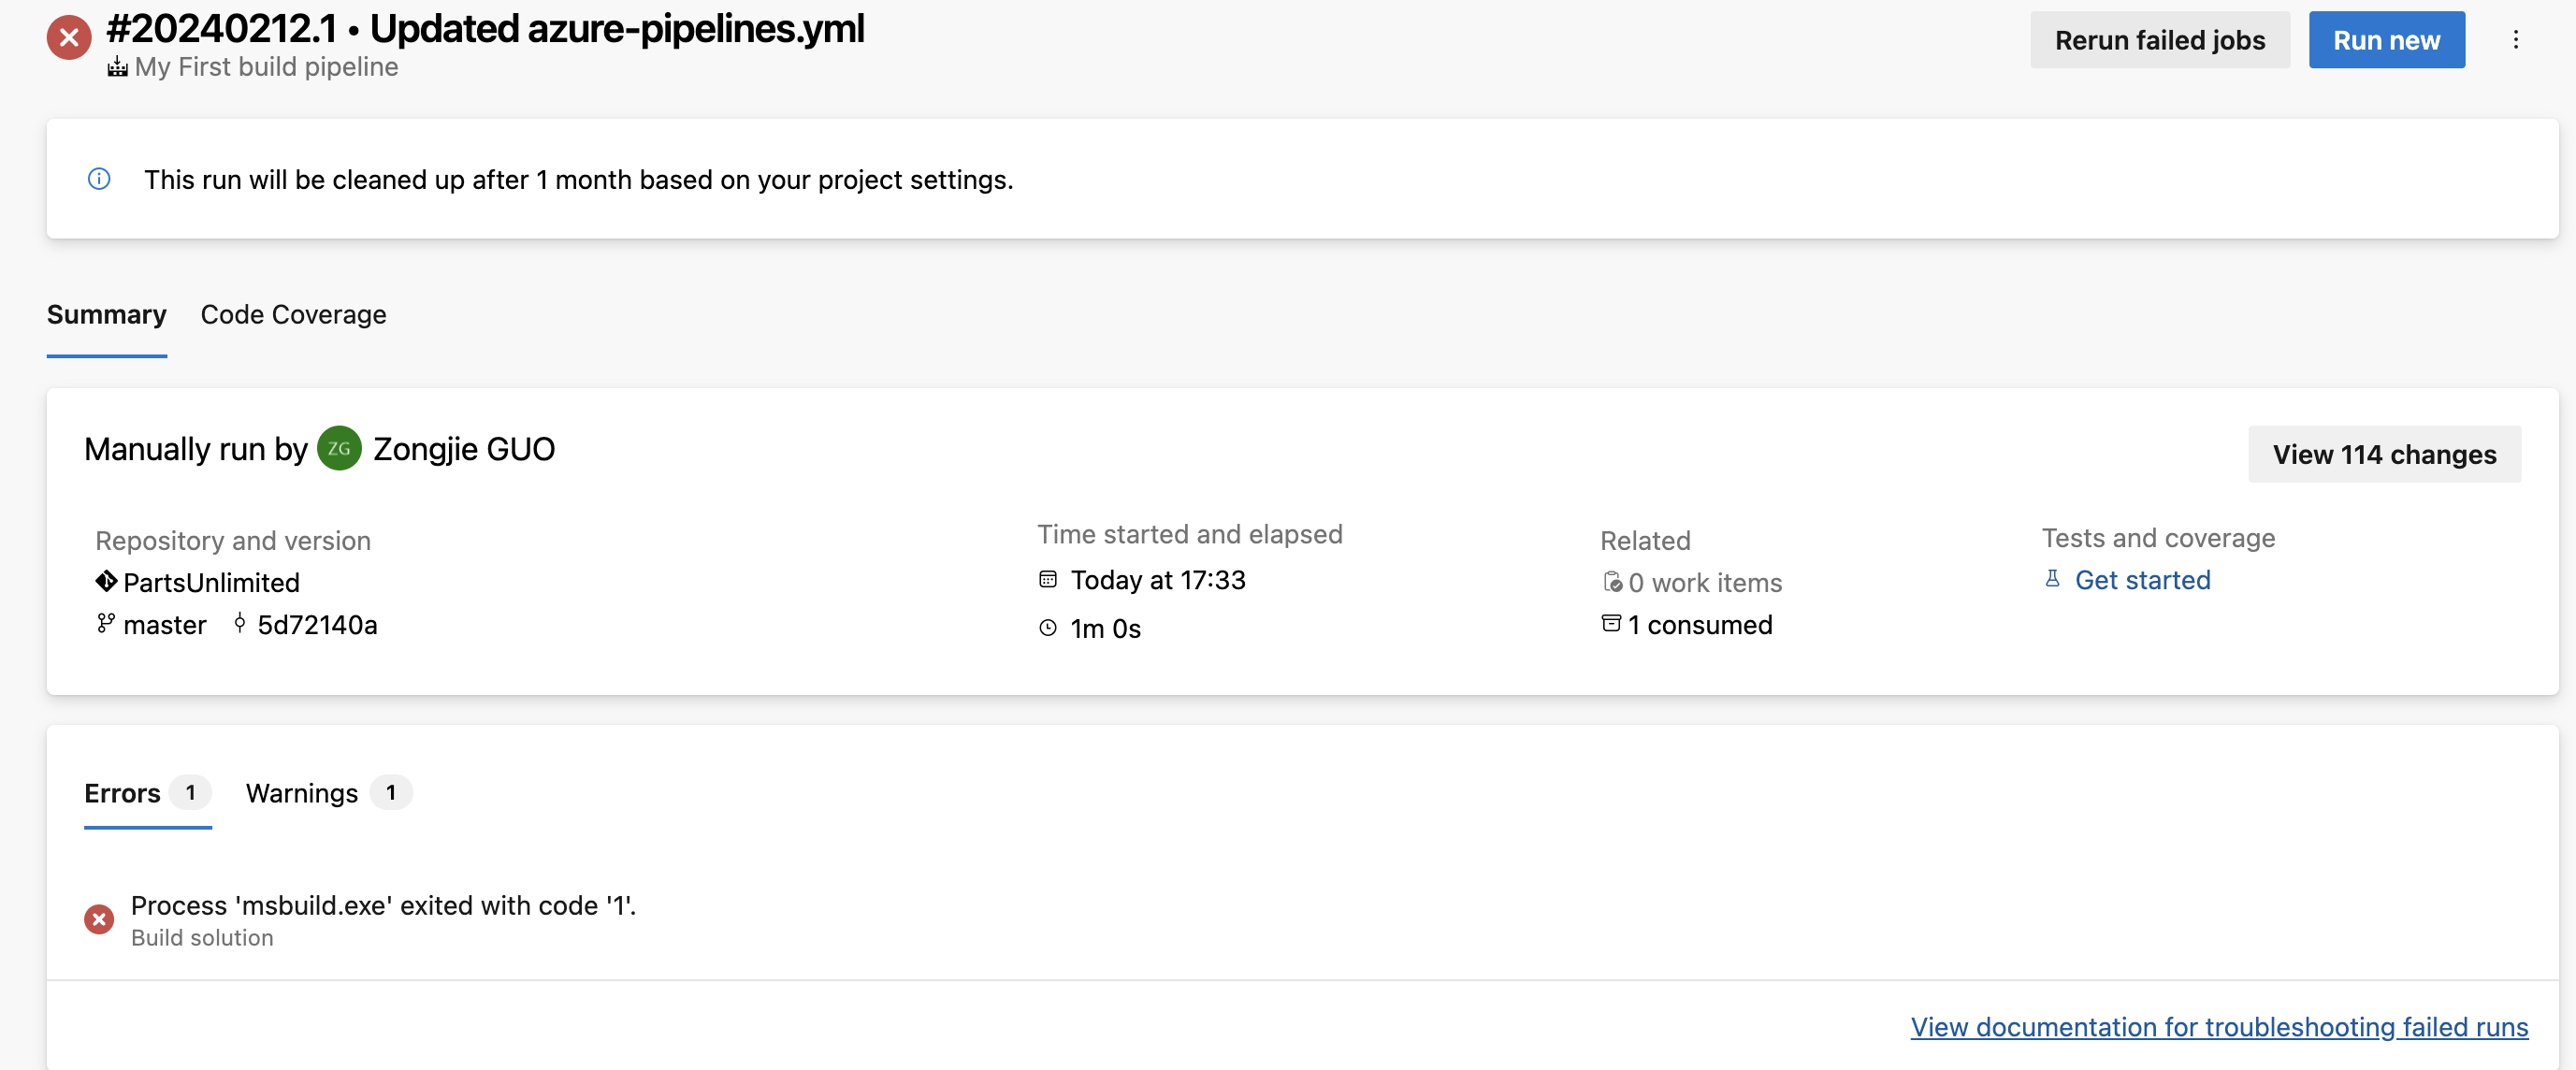 #20240212.1 • Updated azure-pipelines.yml
My First build pipeline
Rerun failed jobs
Run new
This run will be cleaned up after 1 month based on your project settings.
Summary
Code Coverage
Manually run by ZG Zongjie GUO
View 114 changes
Repository and version
PartsUnlimited
master 5d72140a
Time started and elapsed
Today at 17:33
1m 0s
Related
0 work items
1 consumed
Tests and coverage
Get started
Errors 1
Warnings 1
Process 'msbuild.exe' exited with code '1'.
Build solution
View documentation for troubleshooting failed runs